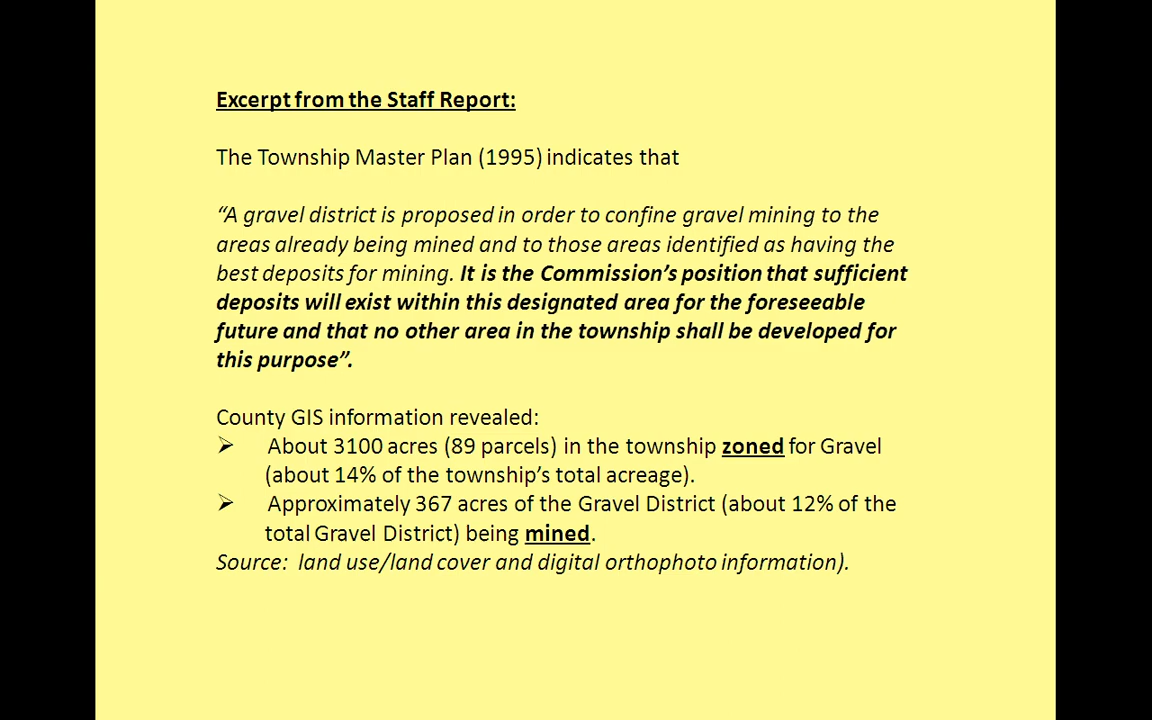 Excerpt from the Staff Report:
The Township Master Plan (1995) indicates that
“A gravel district is proposed in order to confine gravel mining to the
areas already being mined and to those areas identified as having the
best deposits for mining. It is the Commission’s position that sufficient
deposits will exist within this designated area for the foreseeable
future and that no other area in the township shall be developed for
this purpose”.
County GIS information revealed:
➢ About 3100 acres (89 parcels) in the township zoned for Gravel
(about 14% of the township’s total acreage).
➢ Approximately 367 acres of the Gravel District (about 12% of the
total Gravel District) being mined.
Source: land use/land cover and digital orthophoto information).